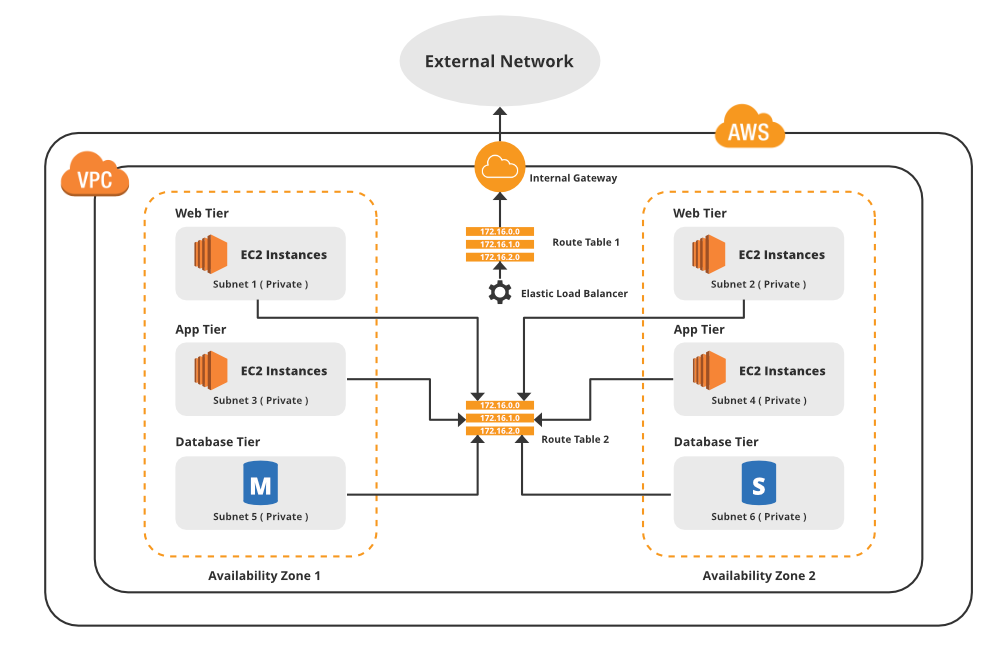 External Network
AWS
VPC
Internal Gateway
Web Tier
EC2 Instances
Subnet 1 ( Private )
172.16.0.0
172.16.1.0
172.16.2.0
Route Table 1
Elastic Load Balancer
Web Tier
EC2 Instances
Subnet 2 ( Private )
App Tier
EC2 Instances
Subnet 3 ( Private )
App Tier
EC2 Instances
Subnet 4 ( Private )
172.16.0.0
172.16.1.0
172.16.2.0
Route Table 2
Database Tier
M
Subnet 5 ( Private )
Database Tier
S
Subnet 6 ( Private )
Availability Zone 1
Availability Zone 2